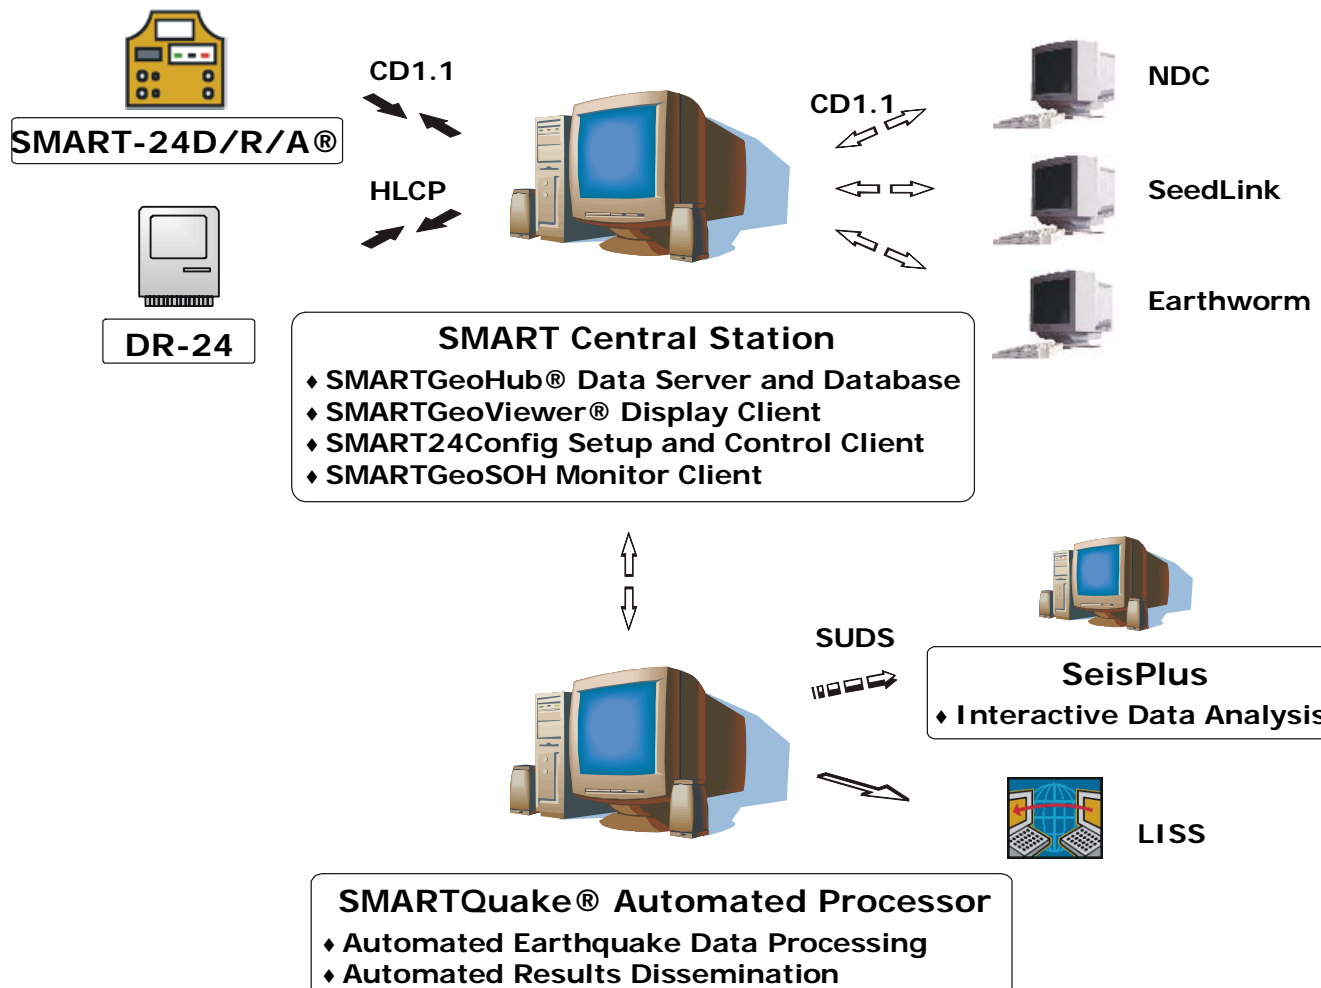 CD1.1
SMART-24D/R/A®
HLCP
DR-24
CD1.1
NDC
SeedLink
Earthworm
SMART Central Station
♦ SMARTGeoHub® Data Server and Database
♦ SMARTGeoViewer® Display Client
♦ SMART24Config Setup and Control Client
♦ SMARTGeoSOH Monitor Client
SUDS
SeisPlus
♦ Interactive Data Analysis
LISS
SMARTQuake® Automated Processor
♦ Automated Earthquake Data Processing
♦ Automated Results Dissemination